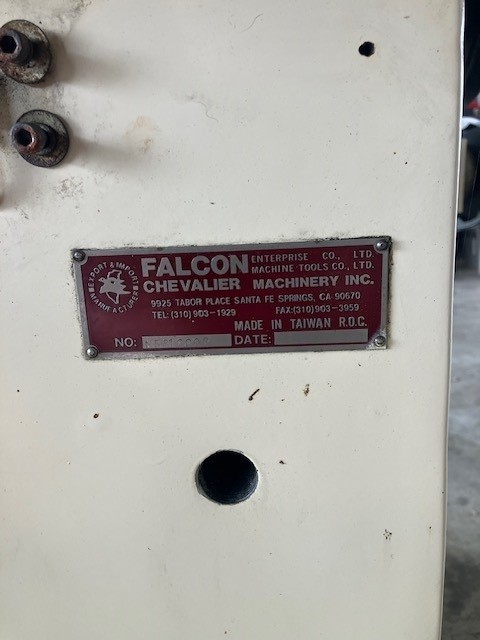 EXPORT & IMPORT
FALCON ENTERPRISE CO., LTD.
MACHINE TOOLS CO., LTD.
CHEVALIER MACHINERY INC.
9925 TABOR PLACE SANTA FE SPRINGS, CA 90670
TEL: (310) 903-1929 FAX:(310)903-3959
MADE IN TAIWAN R.O.C.
NO: DATE: